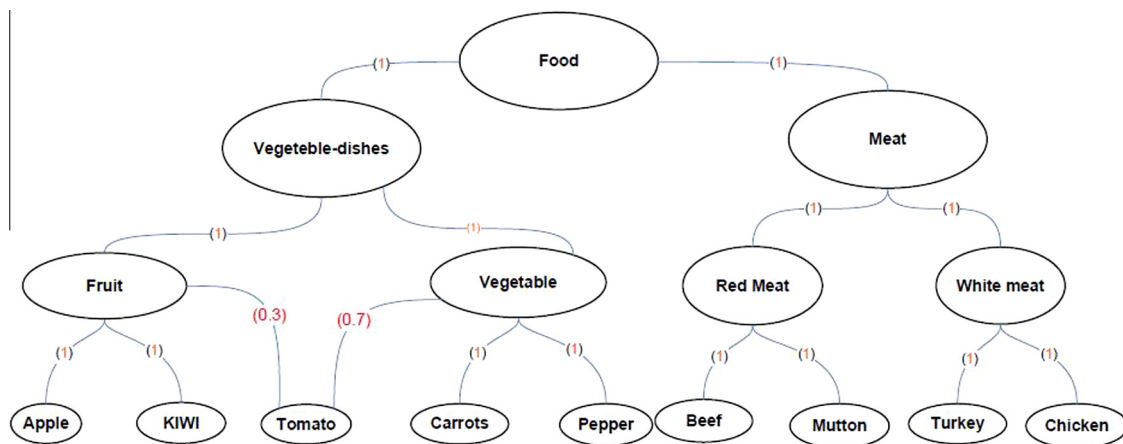 Food
(1)
(1)
Vegeteble-dishes
Meat
(1)
(1)
(1)
(1)
Fruit
Vegetable
Red Meat
White meat
(0.3)
(0.7)
(1)
(1)
(1)
(1)
(1)
(1)
(1)
(1)
Apple
KIWI
Tomato
Carrots
Pepper
Beef
Mutton
Turkey
Chicken